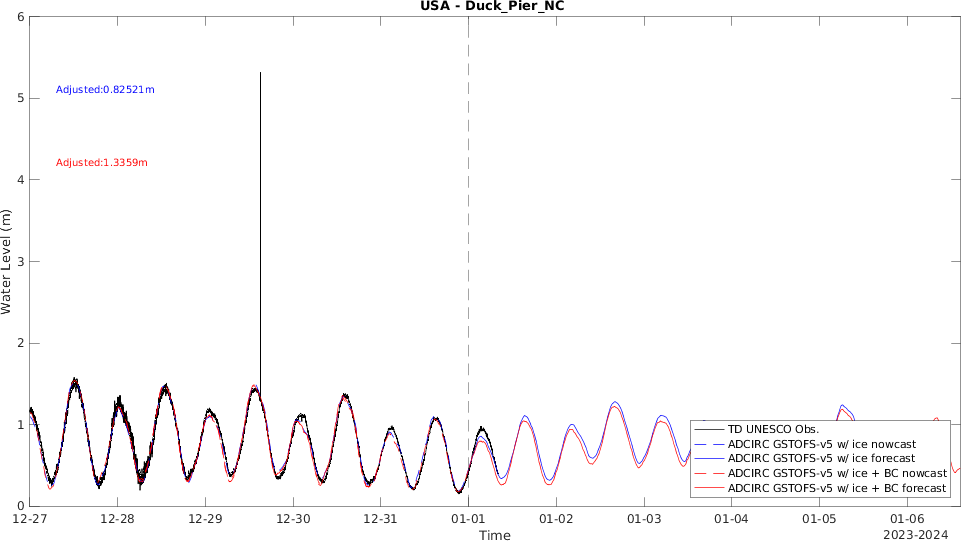 USA - Duck_Pier_NC
6
5
4
3
2
1
0
Water Level (m)
Adjusted:0.82521m
Adjusted:1.3359m
TD UNESCO Obs.
ADCIRC GSTOFS-v5 w/ ice nowcast
ADCIRC GSTOFS-v5 w/ ice forecast
ADCIRC GSTOFS-v5 w/ ice + BC nowcast
ADCIRC GSTOFS-v5 w/ ice + BC forecast
12-27 12-28 12-29 12-30 12-31 01-01 01-02 01-03 01-04 01-05 01-06
Time
2023-2024